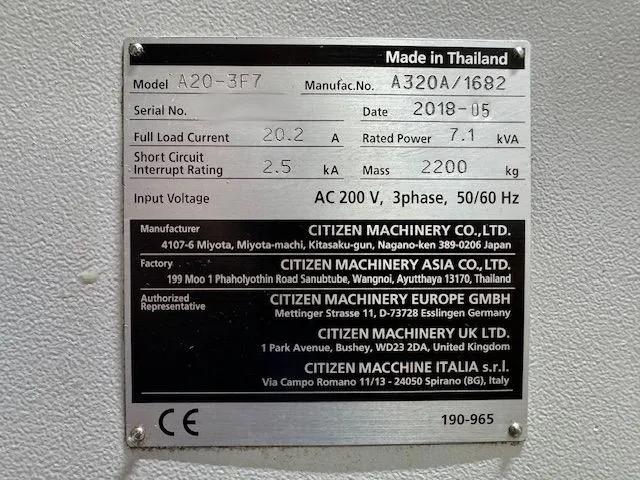 Made in Thailand
Model A20-3F7 Manufac.No. A320A/1682
Serial No. Date 2018-05
Full Load Current 20.2 A Rated Power 7.1 kVA
Short Circuit
Interrupt Rating 2.5 kA Mass 2200 kg
Input Voltage AC 200 V, 3phase, 50/60 Hz
Manufacturer CITIZEN MACHINERY CO.,LTD.
4107-6 Miyota, Miyota-machi, Kitasaku-gun, Nagano-ken 389-0206 Japan
Factory CITIZEN MACHINERY ASIA CO.,LTD.
199 Moo 1 Phaholyothin Road Sanubtube, Wangnoi, Ayutthaya 13170, Thailand
Authorized
Representative CITIZEN MACHINERY EUROPE GMBH
Mettinger Strasse 11, D-73728 Esslingen Germany
CITIZEN MACHINERY UK LTD.
1 Park Avenue, Bushey, WD23 2DA, United Kingdom
CITIZEN MACCHINE ITALIA s.r.l.
Via Campo Romano 11/13 - 24050 Spirano (BG), Italy
CE 190-965